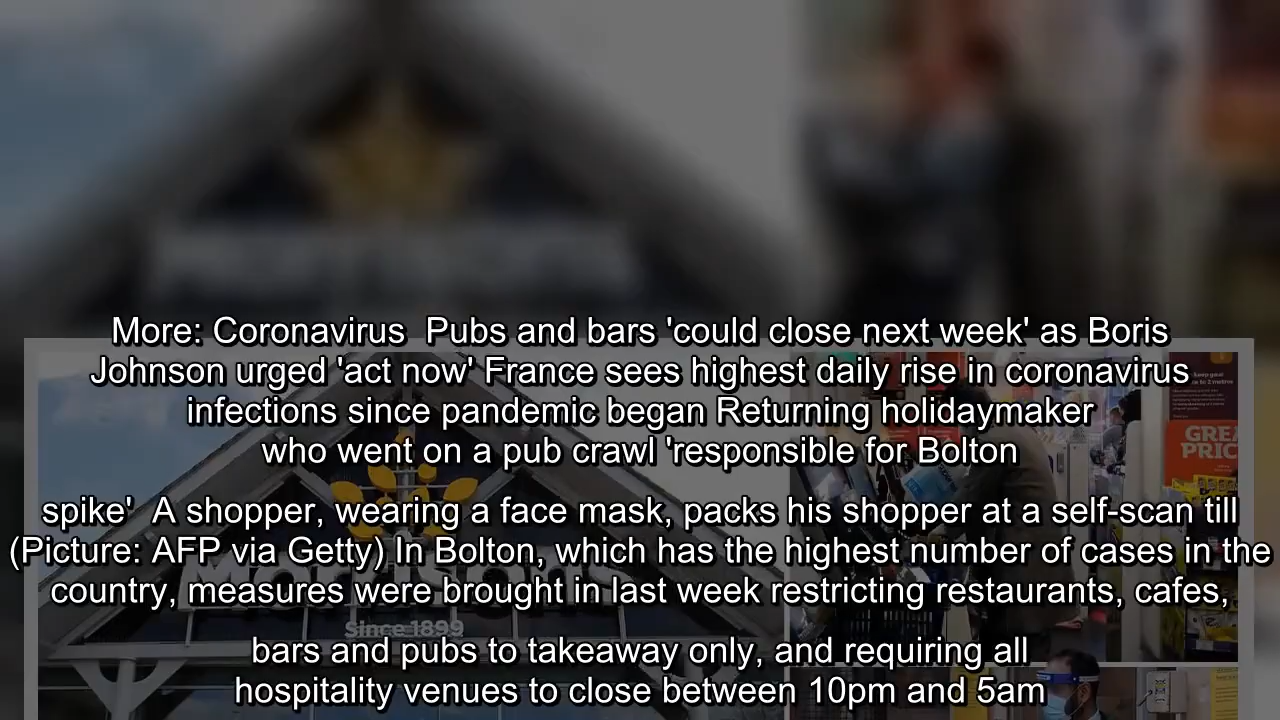 More: Coronavirus  Pubs and bars 'could close next week' as Boris
Johnson urged 'act now' France sees highest daily rise in coronavirus
infections since pandemic began Returning holidaymaker
who went on a pub crawl 'responsible for Bolton
spike'  A shopper, wearing a face mask, packs his shopper at a self-scan till
(Picture: AFP via Getty) In Bolton, which has the highest number of cases in the
country, measures were brought in last week restricting restaurants, cafes,
Since 1899
bars and pubs to takeaway only, and requiring all
hospitality venues to close between 10pm and 5am